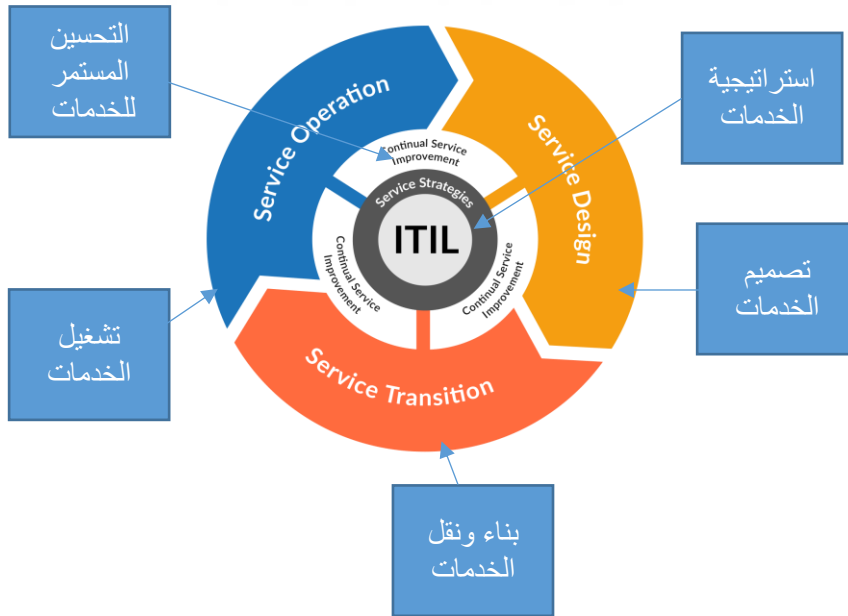 التحسين
المستمر
للخدمات
استراتيجية
الخدمات
Service Operation
Service Design
Continual Service
Improvement
Service Strategies
ITIL
Continual Service
Improvement
Continual Service
Improvement
تصميم
الخدمات
تشغيل
الخدمات
Service Transition
بناء ونقل
الخدمات